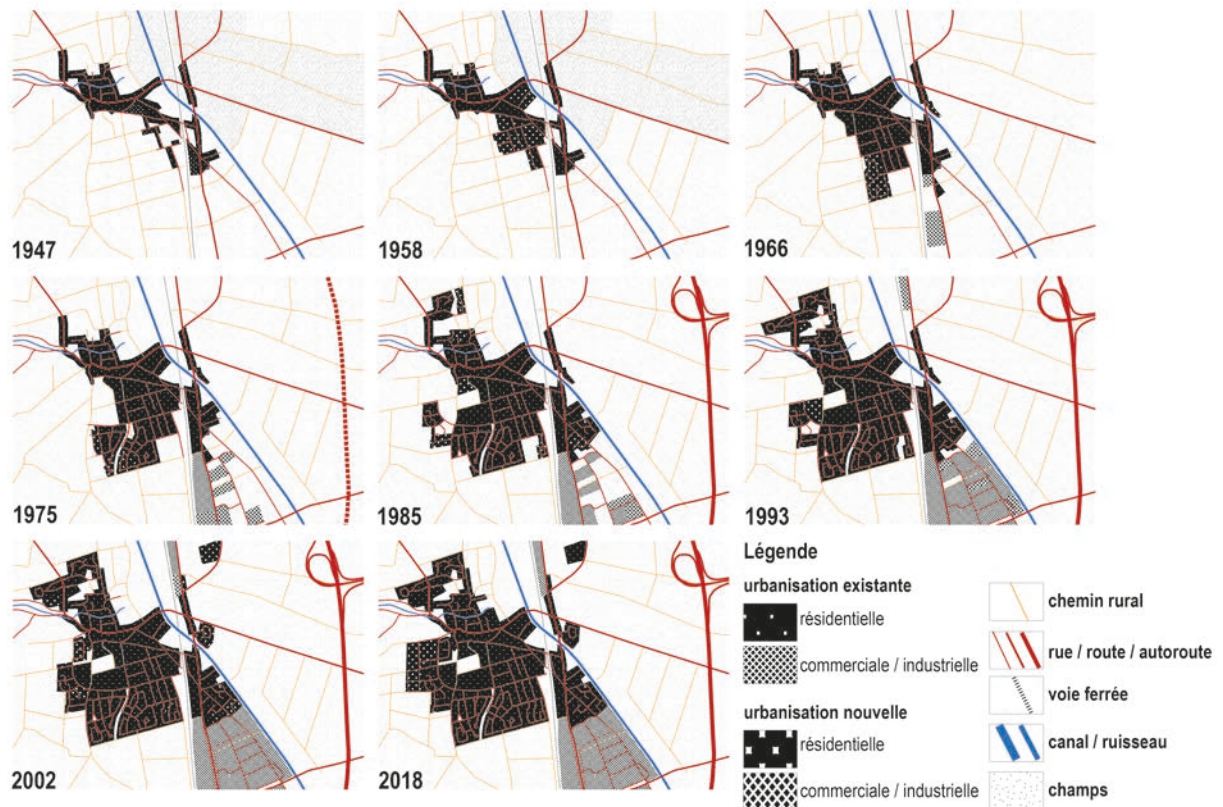 1947
1958
1966
1975
1985
1993
2002
2018
Légende
urbanisation existante
résidentielle
commerciale / industrielle
urbanisation nouvelle
résidentielle
commerciale / industrielle
chemin rural
rue / route / autoroute
voie ferrée
canal / ruisseau
champs